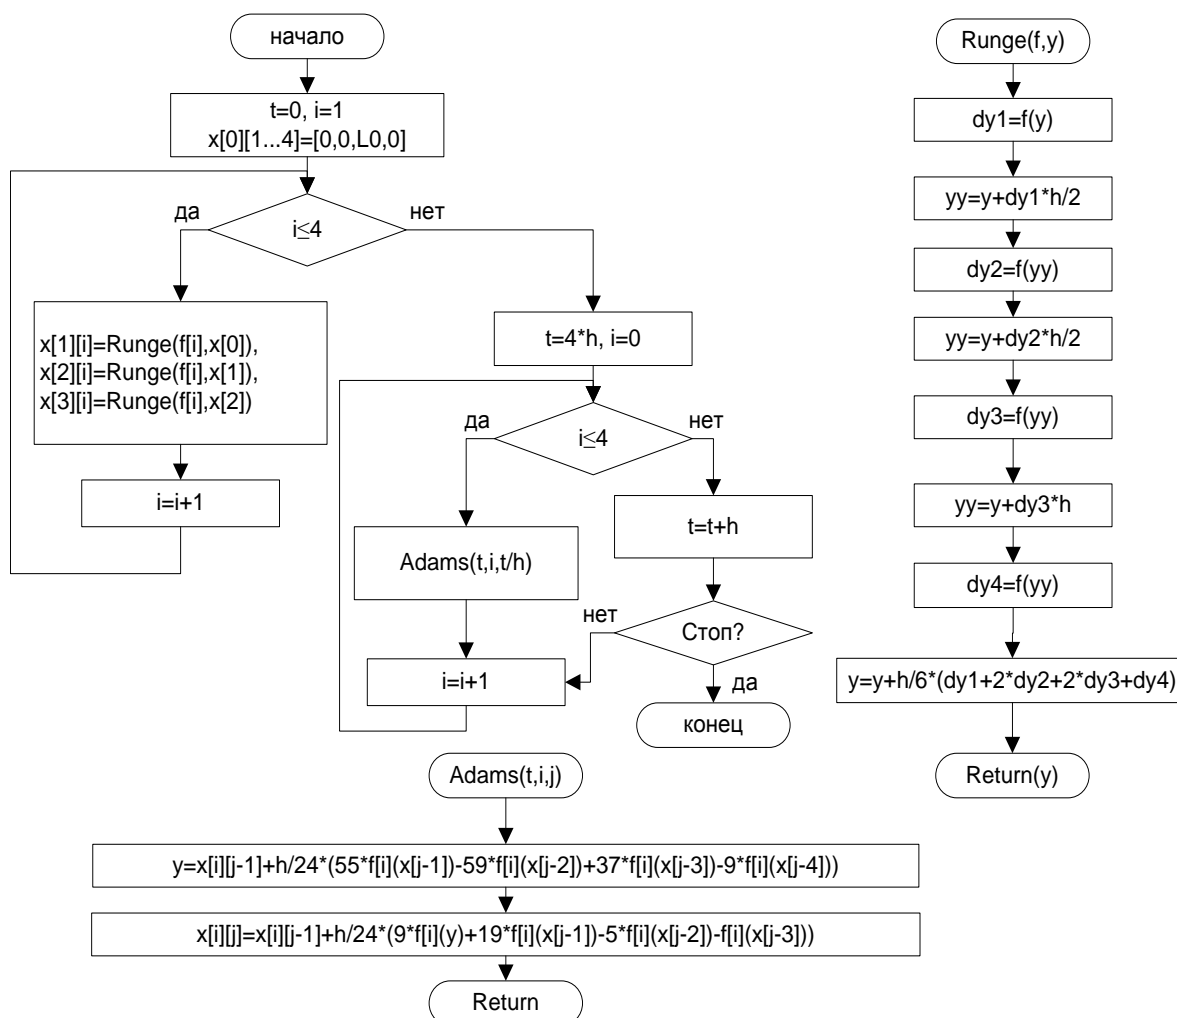 начало
t=0, i=1
x[0][1...4]=[0,0,L0,0]
да
нет
i≤4
x[1][i]=Runge(f[i],x[0]),
x[2][i]=Runge(f[i],x[1]),
x[3][i]=Runge(f[i],x[2])
i=i+1
t=4*h, i=0
да
нет
i≤4
Adams(t,i,t/h)
t=t+h
нет
Стоп?
i=i+1
да
конец
Runge(f,y)
dy1=f(y)
yy=y+dy1*h/2
dy2=f(yy)
yy=y+dy2*h/2
dy3=f(yy)
yy=y+dy3*h
dy4=f(yy)
y=y+h/6*(dy1+2*dy2+2*dy3+dy4)
Return(y)
Adams(t,i,j)
y=x[i][j-1]+h/24*(55*f[i](x[j-1])-59*f[i](x[j-2])+37*f[i](x[j-3])-9*f[i](x[j-4]))
x[i][j]=x[i][j-1]+h/24*(9*f[i](y)+19*f[i](x[j-1])-5*f[i](x[j-2])-f[i](x[j-3]))
Return